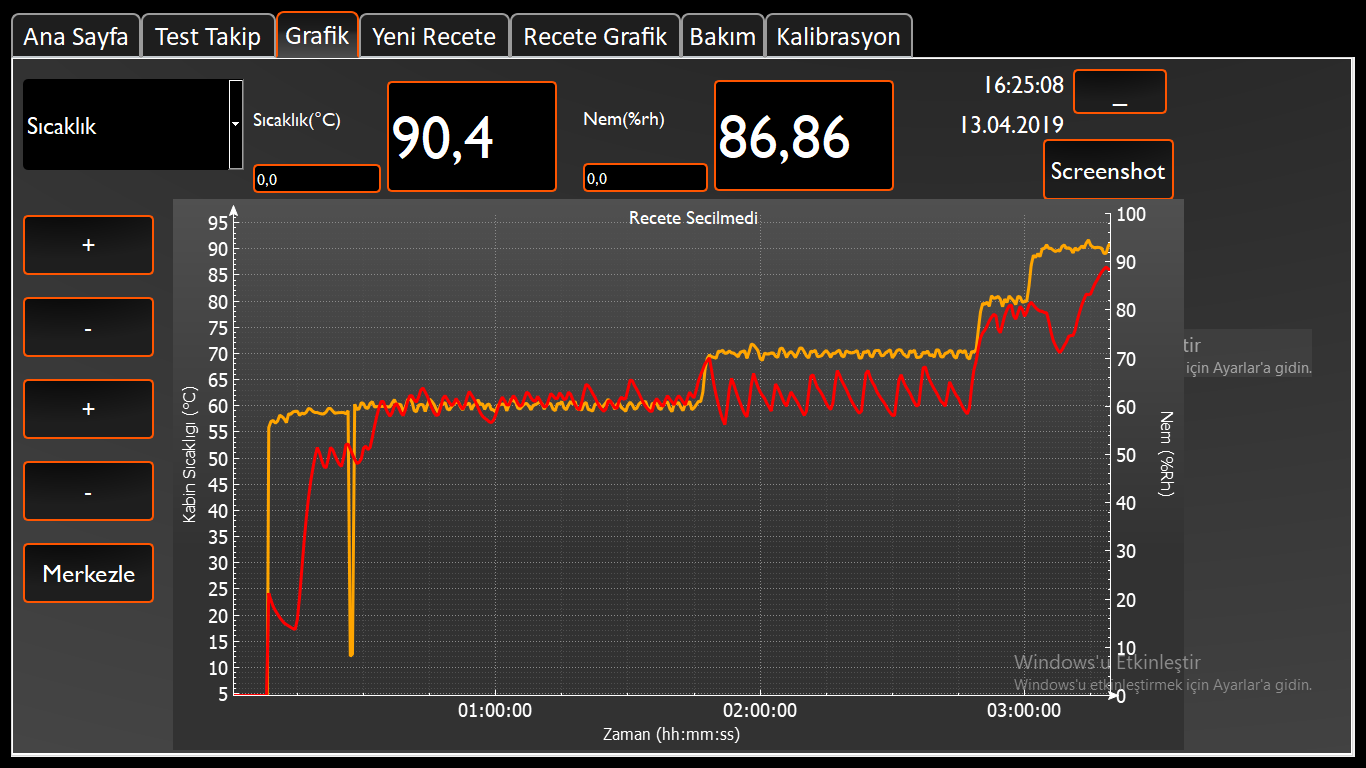 Ana Sayfa
Test Takip
Grafik
Yeni Recete
Recete Grafik
Bakım
Kalibrasyon
Sıcaklık
Sıcaklık(°C)
0,0
90,4
Nem(%rh)
0,0
86,86
16:25:08
_
13.04.2019
Screenshot
+
-
+
-
Merkezle
Recete Secilmedi
95
90
85
80
75
70
65
60
55
50
45
40
35
30
25
20
15
10
5
Kabin Sıcaklıgı (°C)
100
90
80
70
60
50
40
30
20
10
0
Nem (%Rh)
01:00:00
02:00:00
03:00:00
Zaman (hh:mm:ss)
tir
için Ayarlar'a gidin.
Windows'u Etkinleştir
Windows'u etkinleştirmek için Ayarlar'a gidin.